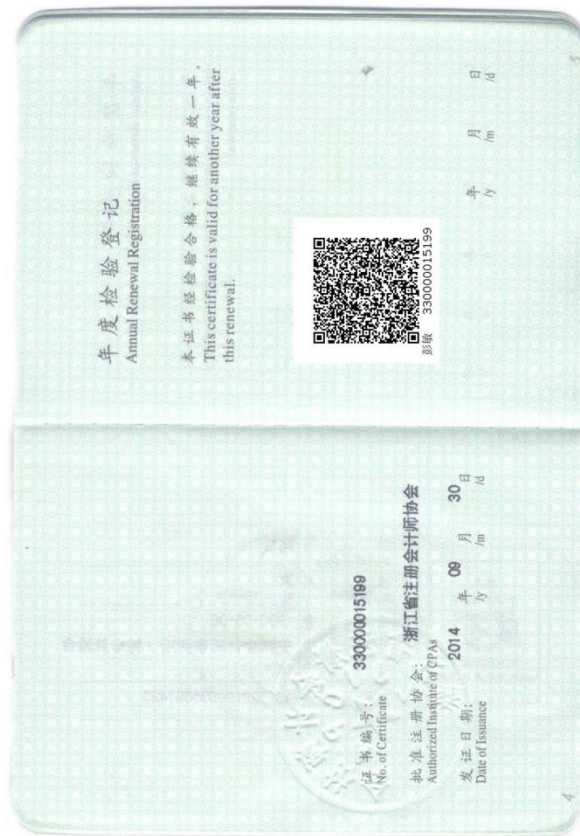 年度检验登记
Annual Renewal Registration
本证书经检验合格，继续有效一年。
This certificate is valid for another year after
this renewal.
彭敏 330000015199
年 月 日
/y /m /d
5
证书编号： 330000015199
No. of Certificate
批准注册协会： 浙江省注册会计师协会
Authorized Institute of CPAs
发证日期： 2014 年 09 月 30 日
Date of Issuance /y /m /d
4